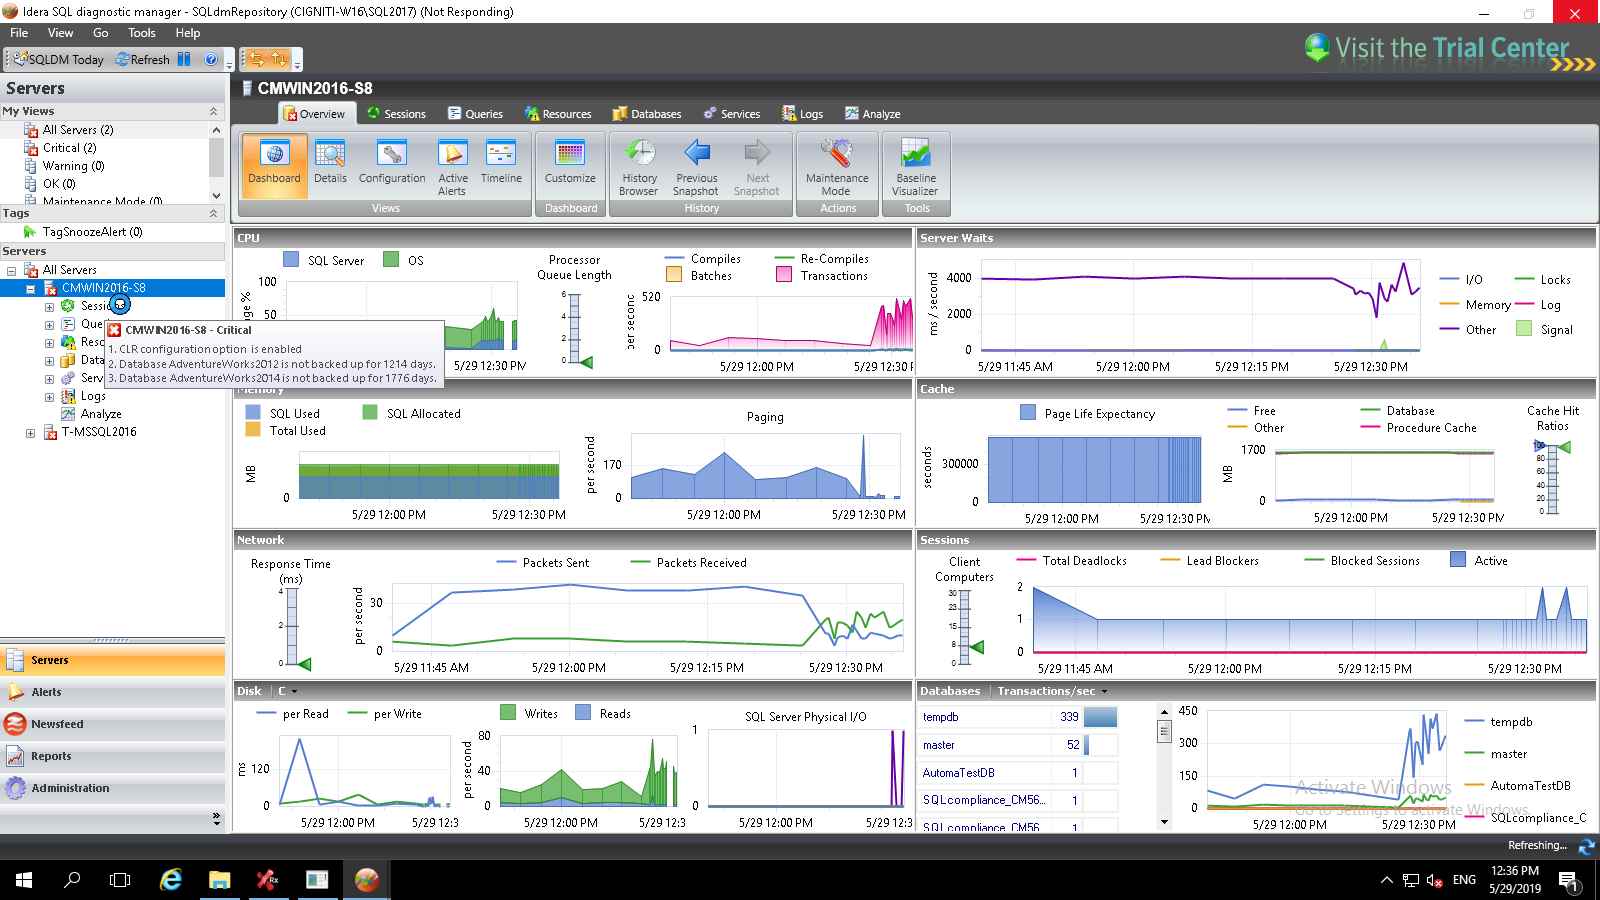 Idera SQL diagnostic manager - SQLdmRepository (CIGNITI-W16\SQL2017) (Not Responding)
File View Go Tools Help
SQLDM Today Refresh
Visit the Trial Center
Servers
CMWIN2016-S8
My Views
Overview Sessions Queries Resources Databases Services Logs Analyze
All Servers (2)
Critical (2)
Warning (0)
OK (0)
Maintenance Mode (0)
Dashboard Details Configuration Active Alerts Timeline
Views
Customize
Dashboard
History Browser Previous Snapshot Next Snapshot
History
Maintenance Mode
Actions
Baseline Visualizer
Tools
Tags
TagSnoozeAlert (0)
Servers
All Servers
CMWIN2016-S8
Sessions
CMWIN2016-S8 - Critical
1. CLR configuration option is enabled
2. Database AdventureWorks2012 is not backed up for 1214 days.
3. Database AdventureWorks2014 is not backed up for 1776 days.
Logs
Analyze
T-MSSQL2016
CPU
SQL Server OS
100
50
12:30 PM
Processor Queue Length
6
4
2
0
Compiles Re-Compiles
Batches Transactions
per second
520
0
5/29 12:00 PM 5/29 12:30 P
Server Waits
ms / second
4000
2000
0
5/29 11:45 AM 5/29 12:00 PM 5/29 12:15 PM 5/29 12:30 PM
I/O Locks
Memory Log
Other Signal
Memory
SQL Used SQL Allocated
Total Used
MB
0
5/29 12:00 PM 5/29 12:30 PM
Paging
per second
170
0
5/29 12:00 PM 5/29 12:30 PM
Cache
Page Life Expectancy
seconds
300000
0
5/29 12:00 PM 5/29 12:30 PM
Free Database
Other Procedure Cache
MB
1700
0
5/29 12:00 PM 5/29 12:30 PM
Cache Hit Ratios
100
80
60
40
20
0
Network
Response Time (ms)
4
2
0
Packets Sent Packets Received
per second
30
0
5/29 11:45 AM 5/29 12:00 PM 5/29 12:15 PM 5/29 12:30 PM
Sessions
Client Computers
30
23
15
8
0
Total Deadlocks Lead Blockers Blocked Sessions Active
2
1
0
5/29 11:45 AM 5/29 12:00 PM 5/29 12:15 PM 5/29 12:30 PM
Servers
Alerts
Newsfeed
Reports
Administration
Disk C
per Read per Write
ms
120
0
5/29 12:00 PM 5/29 12:3
Writes Reads
per second
80
40
0
5/29 12:00 PM 5/29 12:3
SQL Server Physical I/O
1
0
5/29 12:00 PM 5/29 12:3
Databases Transactions/sec
tempdb 339
master 52
AutomaTestDB 1
SQLcompliance_CM56... 1
SQLcompliance_CM56 1
450
300
150
0
5/29 12:00 PM 5/29 12:30 PM
tempdb
master
AutomaTestDB
SQLcompliance_C
Activate Windows
Go to Settings to activate Windows.
Refreshing...
ENG
12:36 PM
5/29/2019
1